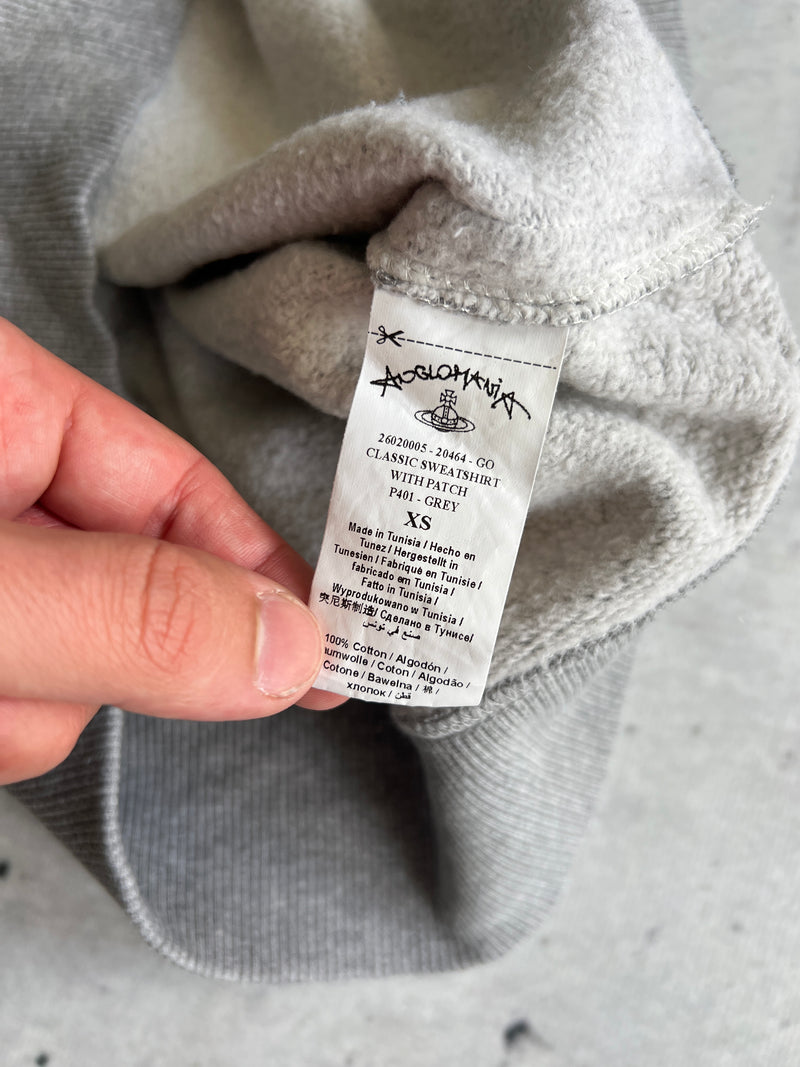 ANGLOMANIA
26020005 - 20464 - GO
CLASSIC SWEATSHIRT
WITH PATCH
P401 - GREY
XS
Made in Tunisia / Hecho en
Tunez / Hergestellt in
Tunesien / Fabriqué en Tunisie /
fabricado em Tunisia /
Fatto in Tunisia /
Wyprodukowano w Tunisia /
突尼斯制造/ Сделано в Тунисе/
صنع في تونس
100% Cotton / Algodón /
aumwolle / Coton / Algodão /
Cotone / Bawełna / 棉 /
хлопок / قطن